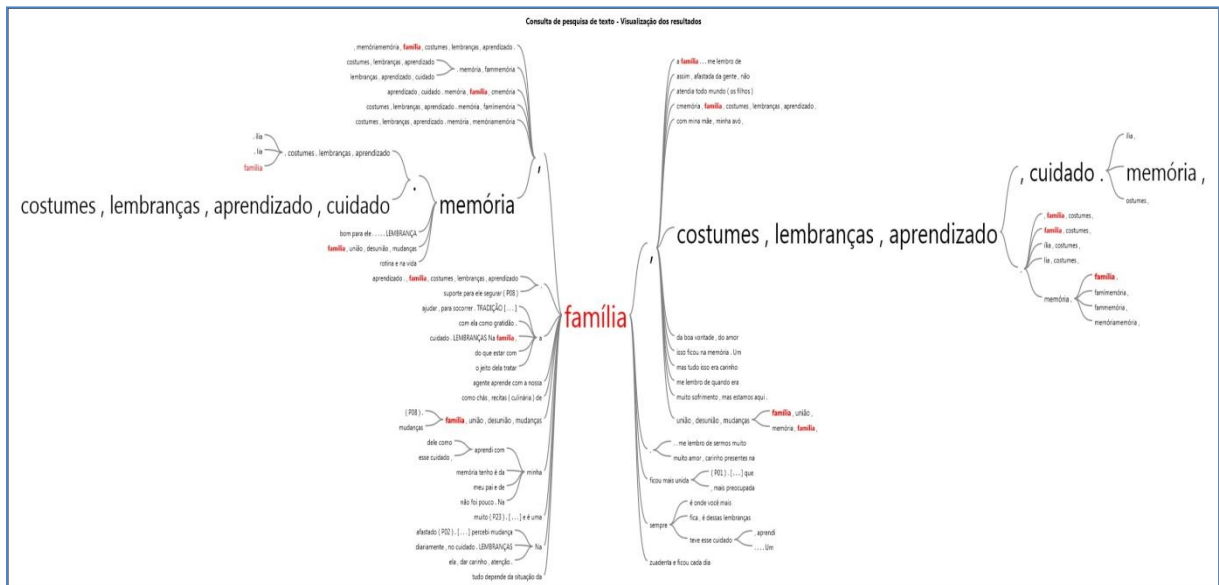 Consulta de pesquisa de texto - Visualização dos resultados
, memóriamemória , família , costumes , lembranças , aprendizado .
costumes , lembranças , aprendizado
lembranças , aprendizado , cuidado
. memória , fammemória
aprendizado , cuidado . memória , família , cmemória
costumes , lembranças , aprendizado . memória , famímemória
costumes , lembranças , aprendizado . memória , memóriamemória
,
. ília
. lia
família
, costumes , lembranças , aprendizado
costumes , lembranças , aprendizado , cuidado
.
memória
bom para ele . . . . . LEMBRANÇA
família , união , desunião , mudanças
rotina e na vida
aprendizado . , família , costumes , lembranças , aprendizado
suporte para ele segurar ( P08 )
.
ajudar , para socorrer . TRADIÇÃO [ . . . ]
com ela como gratidão .
cuidado . LEMBRANÇAS Na família ,
do que estar com
o jeito dela tratar
a
agente aprende com a nossa
como chás , recitas ( culinária ) de
( P08 ) .
mudanças
família , união , desunião , mudanças
dele como
esse cuidado ,
aprendi com
memória tenho é da
meu pai e de
não foi pouco . Na
minha
muito ( P23 ) . [ . . . ] e é uma
afastado ( P02 ) . [ . . . ] percebi mudança
diariamente , no cuidado . LEMBRANÇAS
ela , dar carinho , atenção .
Na
tudo depende da situação da
família
a família . . . me lembro de
assim , afastada da gente , não
atendia todo mundo ( os filhos )
cmemória , família , costumes , lembranças , aprendizado ,
com mina mãe , minha avó ,
,
costumes , lembranças , aprendizado
, cuidado .
ília ,
memória ,
ostumes ,
.
, família , costumes ,
família , costumes ,
ília , costumes ,
lia , costumes ,
memória .
família .
famímemória ,
fammemória ,
memóriamemória ,
da boa vontade , do amor
isso ficou na memória . Um
mas tudo isso era carinho
me lembro de quando era
muito sofrimento , mas estamos aqui .
união , desunião , mudanças
família , união ,
memória , família ,
.
. . me lembro de sermos muito
muito amor , carinho presentes na
ficou mais unida
( P01 ) . [ . . . ] que
, mais preocupada
sempre
é onde você mais
fica , é dessas lembranças
teve esse cuidado
. aprendi
. . . . Um
zuadenta e ficou cada dia